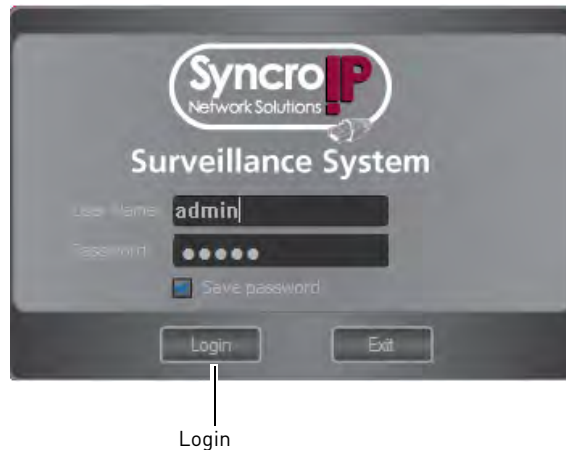 Syncro IP
Network Solutions
Surveillance System
User Name: admin
Password: ●●●●●
Save password
Login Exit
Login